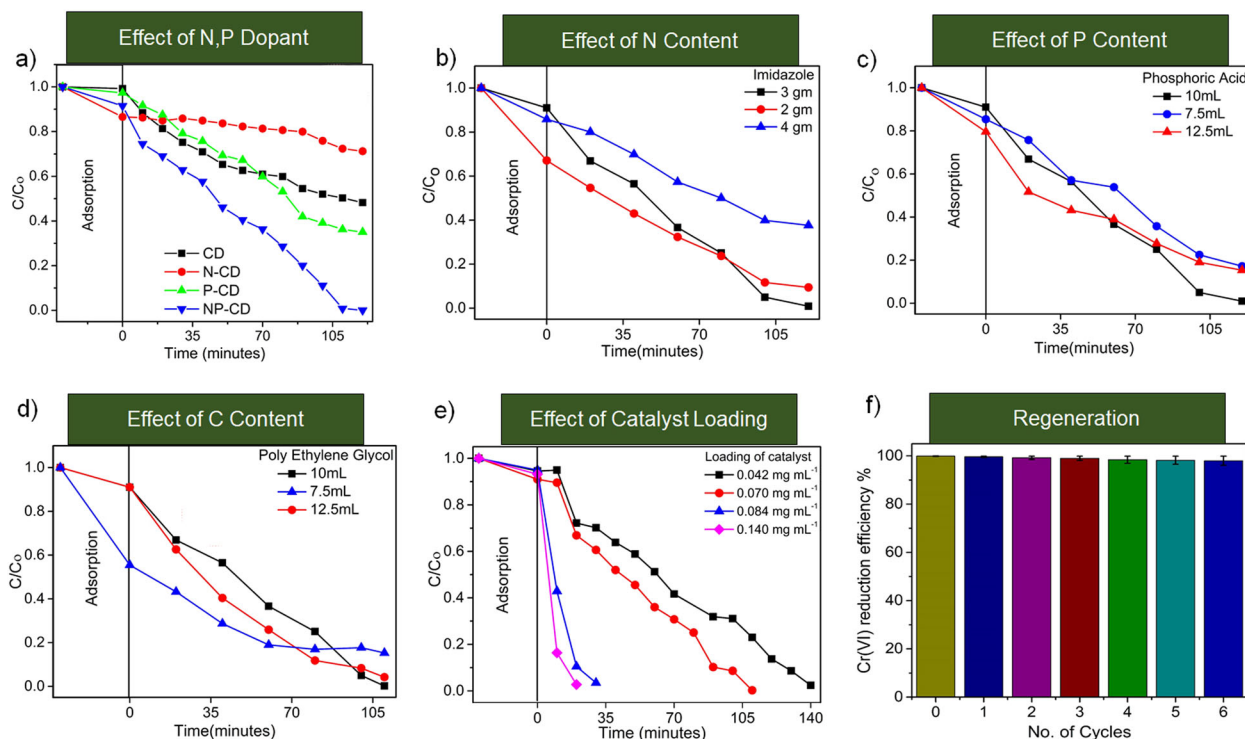 Effect of N,P Dopant
a)
1.0
0.8
0.6
0.4
0.2
0.0
C/Co
Adsorption
CD
N-CD
P-CD
NP-CD
0
35
70
105
Time (minutes)
Effect of N Content
b)
Imidazole
3 gm
2 gm
4 gm
1.0
0.8
0.6
0.4
0.2
0.0
C/Co
Adsorption
0
35
70
105
Time(minutes)
Effect of P Content
c)
Phosphoric Acid
10mL
7.5mL
12.5mL
1.0
0.8
0.6
0.4
0.2
0.0
C/Co
Adsorption
0
35
70
105
Time(minutes)
Effect of C Content
d)
Poly Ethylene Glycol
10mL
7.5mL
12.5mL
1.0
0.8
0.6
0.4
0.2
0.0
C/Co
Adsorption
0
35
70
105
Time(minutes)
Effect of Catalyst Loading
e)
Loading of catalyst
0.042 mg mL⁻¹
0.070 mg mL⁻¹
0.084 mg mL⁻¹
0.140 mg mL⁻¹
1.0
0.8
0.6
0.4
0.2
0.0
C/Co
Adsorption
0
35
70
105
140
Time (minutes)
Regeneration
f)
100
80
60
40
20
0
Cr(VI) reduction efficiency %
0
1
2
3
4
5
6
No. of Cycles